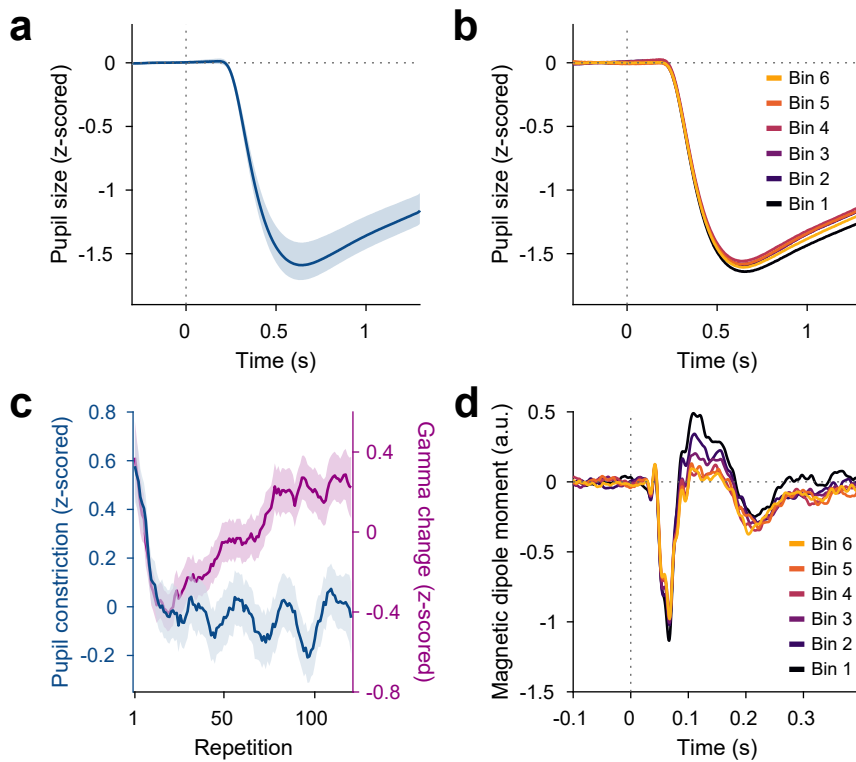 a
Pupil size (z-scored)
0
-0.5
-1
-1.5
0
0.5
1
Time (s)
b
Pupil size (z-scored)
0
-0.5
-1
-1.5
Bin 6
Bin 5
Bin 4
Bin 3
Bin 2
Bin 1
0
0.5
1
Time (s)
c
Pupil constriction (z-scored)
0.8
0.6
0.4
0.2
0
-0.2
0.4
0
-0.4
-0.8
Gamma change (z-scored)
1
50
100
Repetition
d
Magnetic dipole moment (a.u.)
0.5
0
-0.5
-1
-1.5
Bin 6
Bin 5
Bin 4
Bin 3
Bin 2
Bin 1
-0.1
0
0.1
0.2
0.3
Time (s)